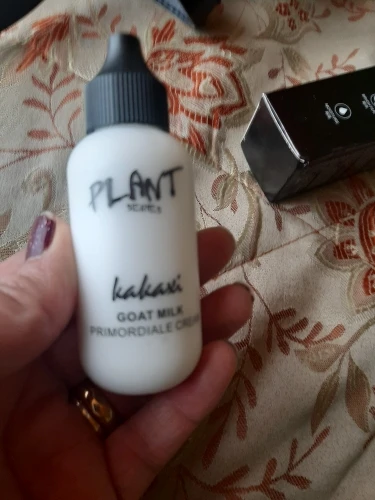 PLANT
kakaxi
GOAT MILK
PRIMORDIALE CREAM